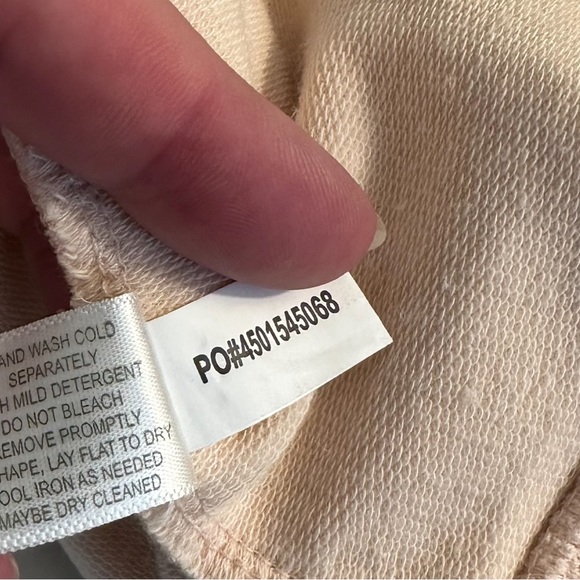 AND WASH COLD
SEPARATELY
H MILD DETERGENT
DO NOT BLEACH
REMOVE PROMPTLY
HAPE, LAY FLAT TO DRY
OOL IRON AS NEEDED
MAYBE DRY CLEANED
PO#4501545068